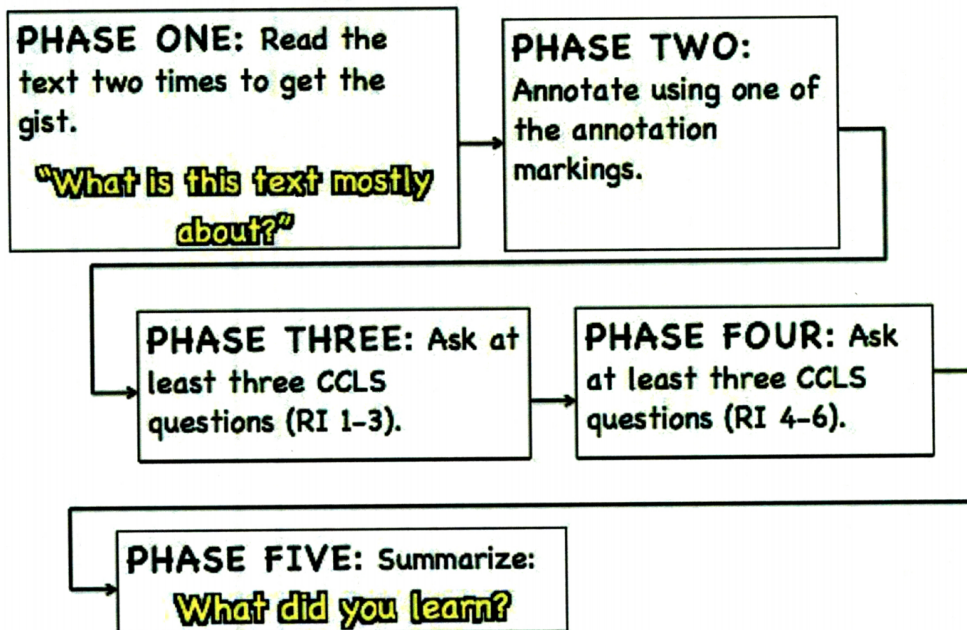 PHASE ONE: Read the
text two times to get the
gist.
"What is this text mostly
about?"
PHASE TWO:
Annotate using one of
the annotation
markings.
PHASE THREE: Ask at
least three CCLS
questions (RI 1-3).
PHASE FOUR: Ask
at least three CCLS
questions (RI 4-6).
PHASE FIVE: Summarize:
What did you learn?